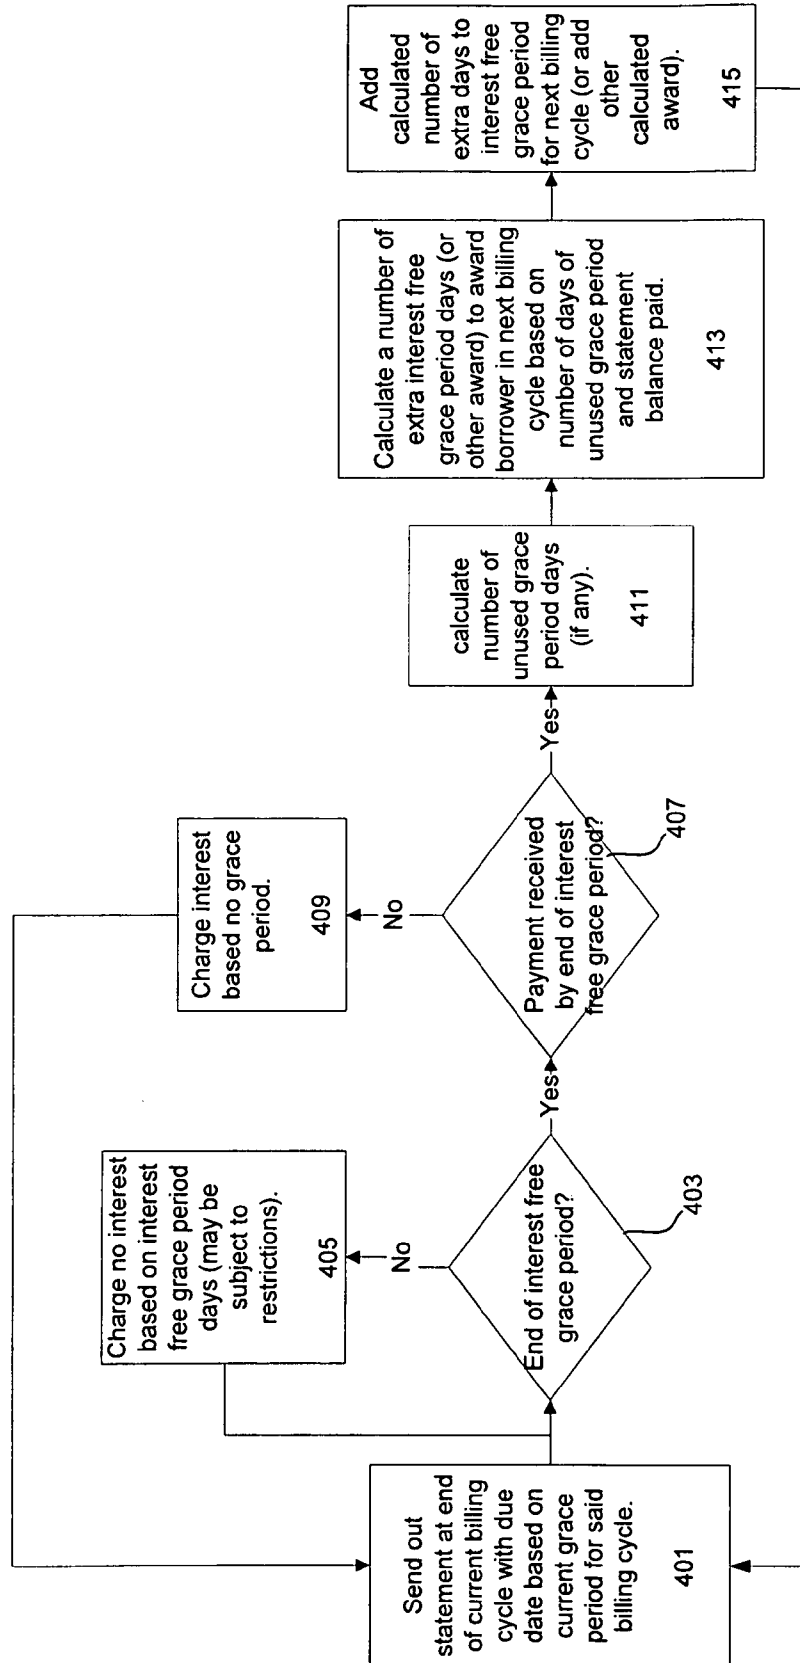 Send out
statement at end
of current billing
cycle with due
date based on
current grace
period for said
billing cycle.
401
Charge no interest
based on interest
free grace period
days (may be
subject to
restrictions).
405
No
End of interest free
grace period?
403
Yes
Charge interest
based no grace
period.
409
No
Payment received
by end of interest
free grace period?
407
Yes
calculate
number of
unused grace
period days
(if any).
411
Calculate a number of
extra interest free
grace period days (or
other award) to award
borrower in next billing
cycle based on
number of days of
unused grace period
and statement
balance paid.
413
Add
calculated
number of
extra days to
interest free
grace period
for next billing
cycle (or add
other
calculated
award).
415